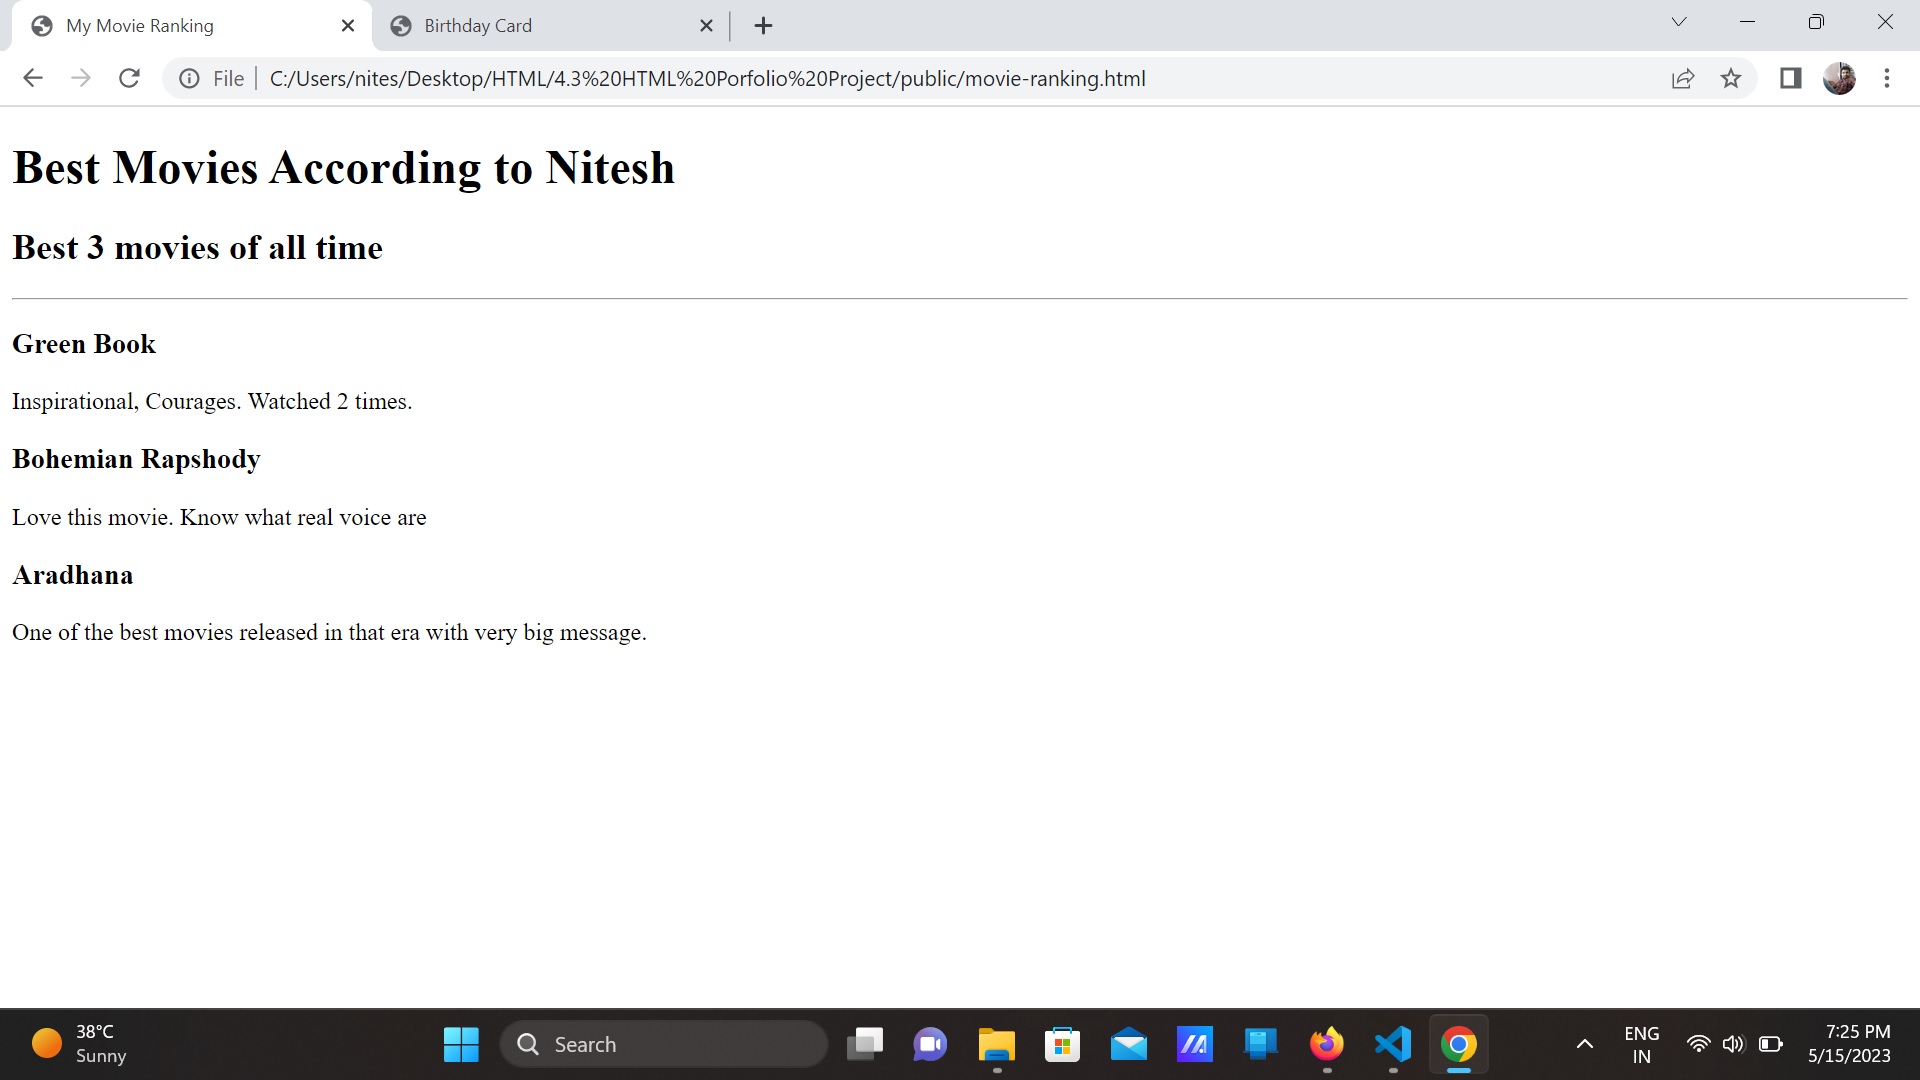 My Movie Ranking
Birthday Card
File
C:/Users/nites/Desktop/HTML/4.3%20HTML%20Porfolio%20Project/public/movie-ranking.html
Best Movies According to Nitesh
Best 3 movies of all time
Green Book
Inspirational, Courages. Watched 2 times.
Bohemian Rapshody
Love this movie. Know what real voice are
Aradhana
One of the best movies released in that era with very big message.
38°C
Sunny
Search
ENG
IN
7:25 PM
5/15/2023